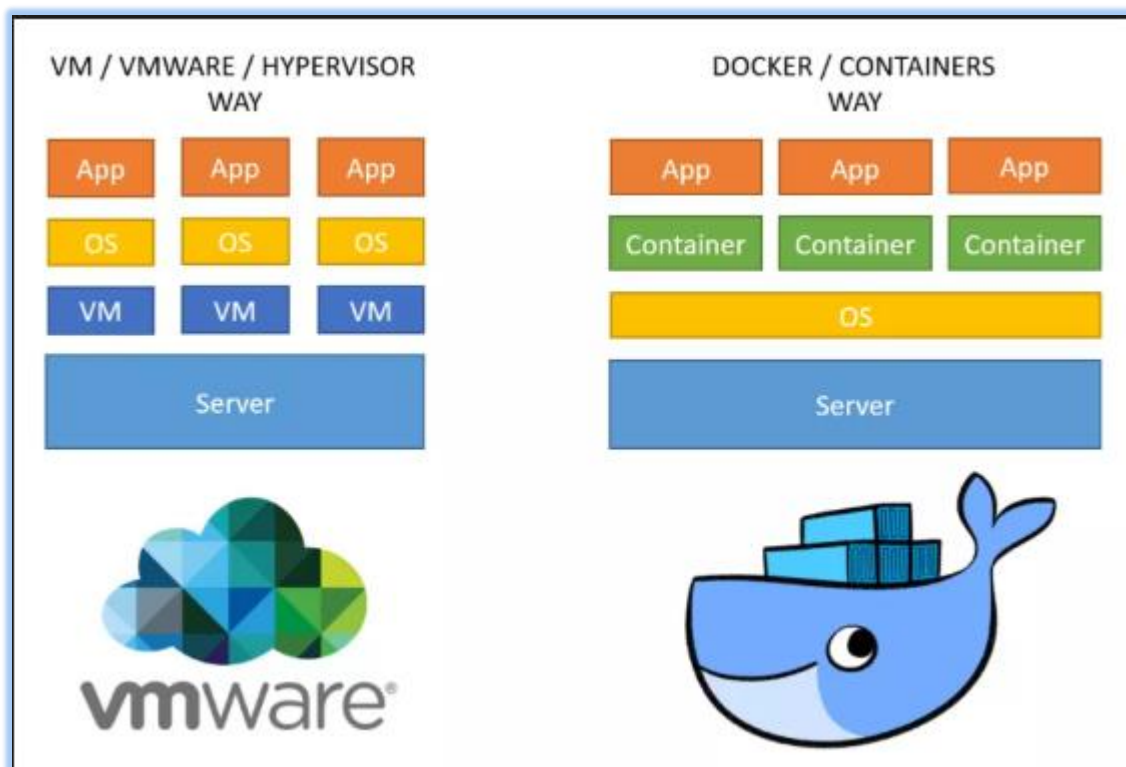 VM / VMWARE / HYPERVISOR
WAY
App App App
OS OS OS
VM VM VM
Server
vmware®
DOCKER / CONTAINERS
WAY
App App App
Container Container Container
OS
Server